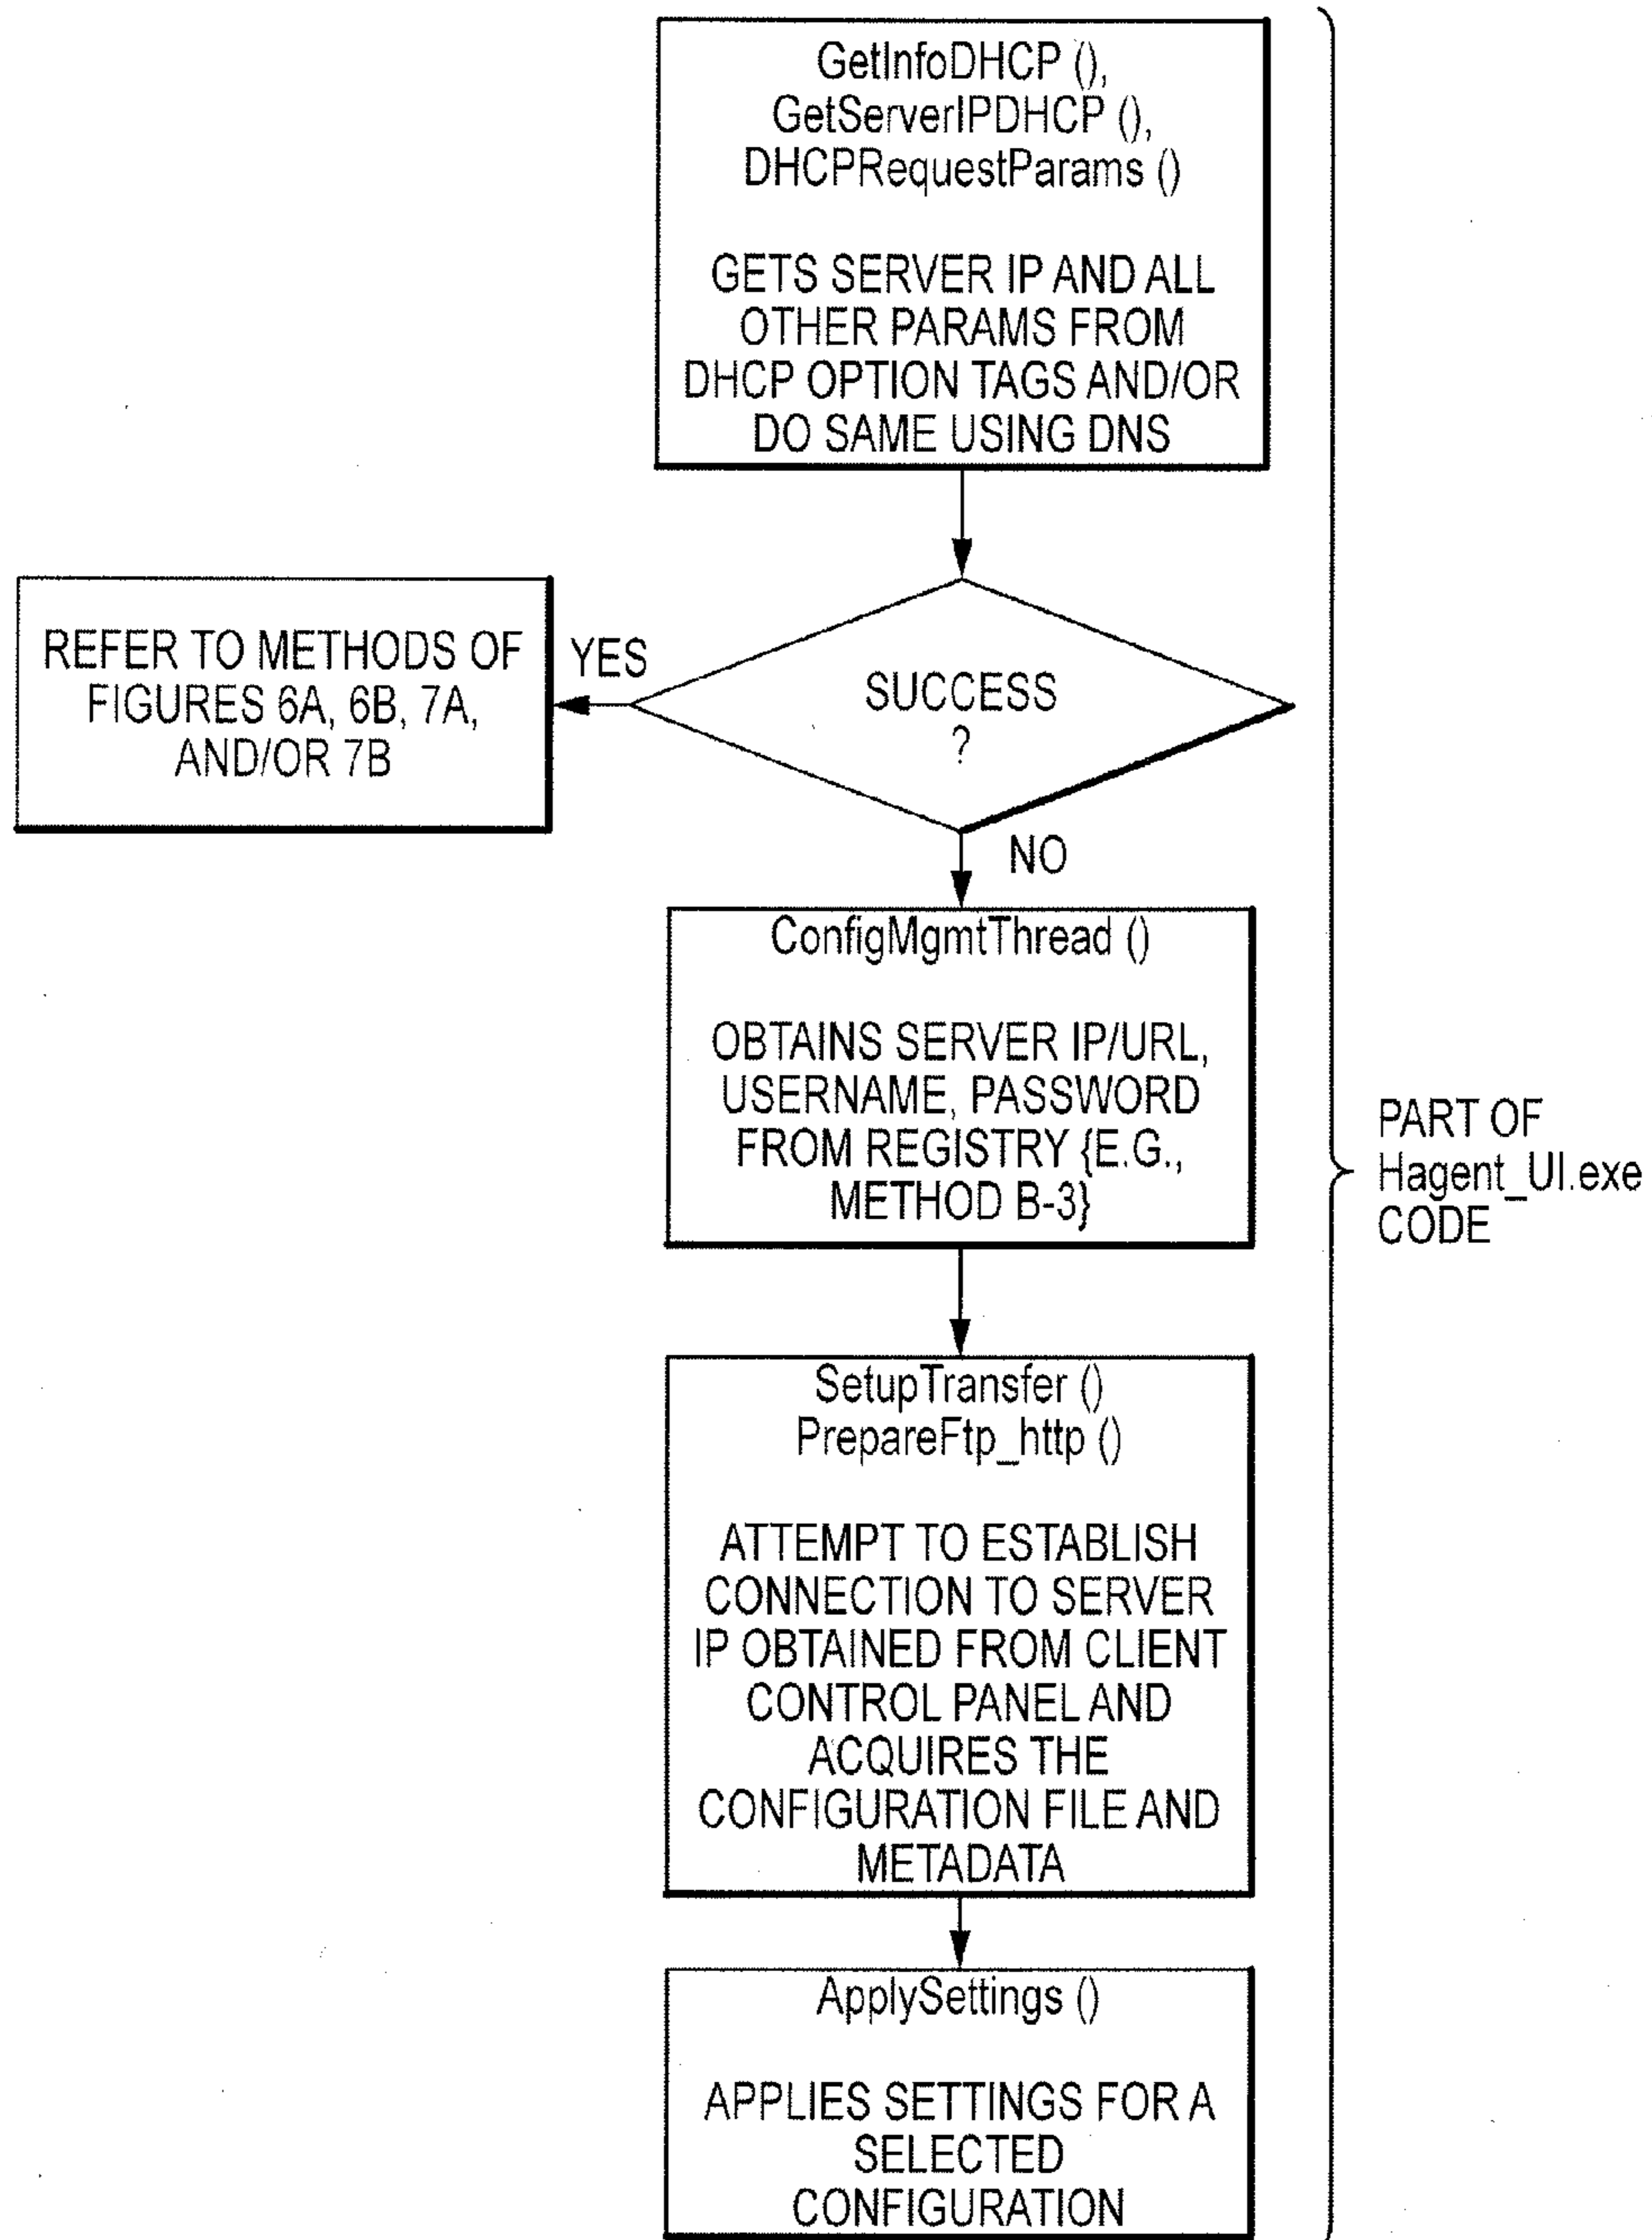 GetInfoDHCP (),
GetServerIPDHCP (),
DHCPRequestParams ()
GETS SERVER IP AND ALL
OTHER PARAMS FROM
DHCP OPTION TAGS AND/OR
DO SAME USING DNS
REFER TO METHODS OF
FIGURES 6A, 6B, 7A,
AND/OR 7B
YES
SUCCESS
?
NO
ConfigMgmtThread ()
OBTAINS SERVER IP/URL,
USERNAME, PASSWORD
FROM REGISTRY {E.G.,
METHOD B-3}
PART OF
Hagent_UI.exe
CODE
SetupTransfer ()
PrepareFtp_http ()
ATTEMPT TO ESTABLISH
CONNECTION TO SERVER
IP OBTAINED FROM CLIENT
CONTROL PANEL AND
ACQUIRES THE
CONFIGURATION FILE AND
METADATA
ApplySettings ()
APPLIES SETTINGS FOR A
SELECTED
CONFIGURATION